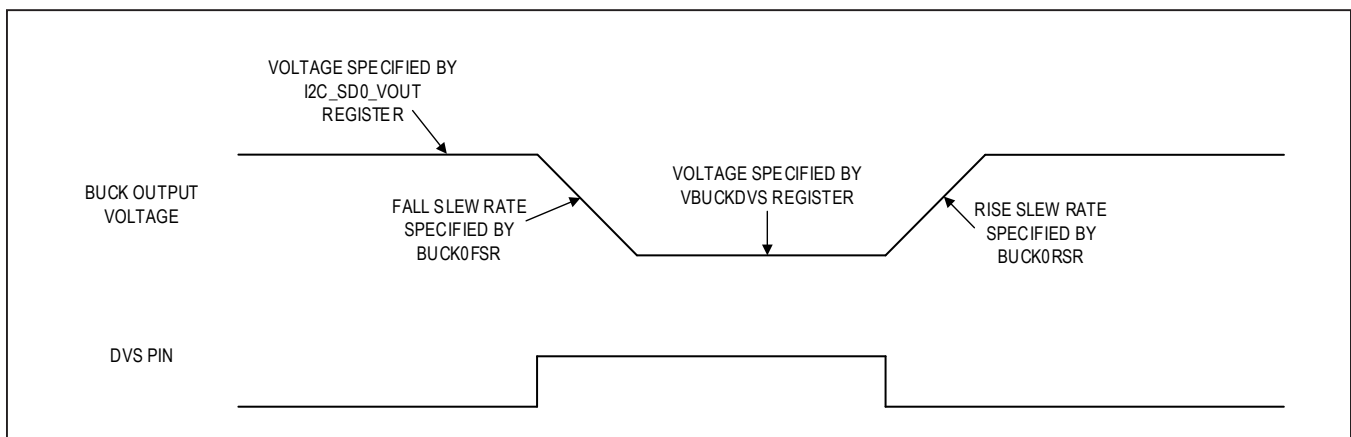 VOLTAGE SPECIFIED BY
I2C_SD0_VOUT
REGISTER
BUCK OUTPUT
VOLTAGE
FALL SLEW RATE
SPECIFIED BY
BUCK0FSR
VOLTAGE SPECIFIED BY
VBUCKDVS REGISTER
RISE SLEW RATE
SPECIFIED BY
BUCK0RSR
DVS PIN